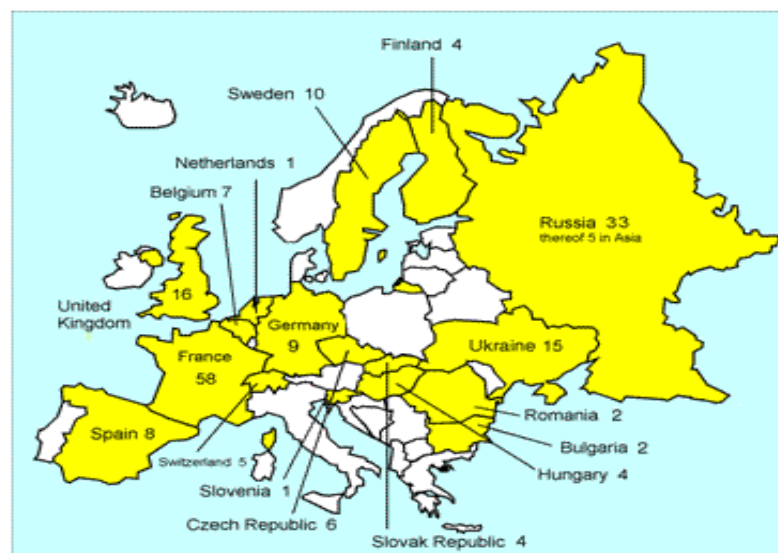 Finland 4
Sweden 10
Netherlands 1
Belgium 7
Russia 33
thereof 5 in Asia
16
United
Kingdom
Germany
9
Ukraine 15
France
58
Romania 2
Spain 8
Switzerland 5
Bulgaria 2
Hungary 4
Slovenia 1
Czech Republic 6
Slovak Republic 4